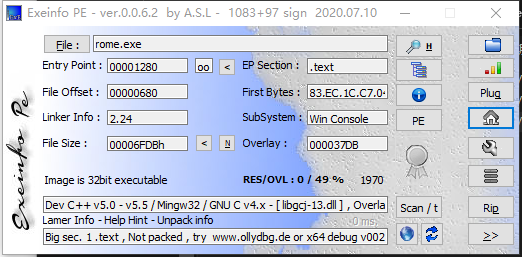 Exeinfo PE - ver.0.0.6.2 by A.S.L - 1083+97 sign 2020.07.10
File : rome.exe H
Entry Point : 00001280 oo < EP Section : .text
File Offset : 00000680 First Bytes : 83.EC.1C.C7.04 Plug
Linker Info : 2.24 SubSystem : Win Console PE
File Size : 00006FDBh < N Overlay : 000037DB
Image is 32bit executable RES/OVL : 0 / 49 % 1970
Dev C++ v5.0 - v5.5 / Mingw32 / GNU C v4.x - [ libgcj-13.dll ] , Overla Scan / t Rip
Lamer Info - Help Hint - Unpack info 0 ms.
Big sec. 1 .text , Not packed , try www.ollydbg.de or x64 debug v002 >>
Exeinfo Pe